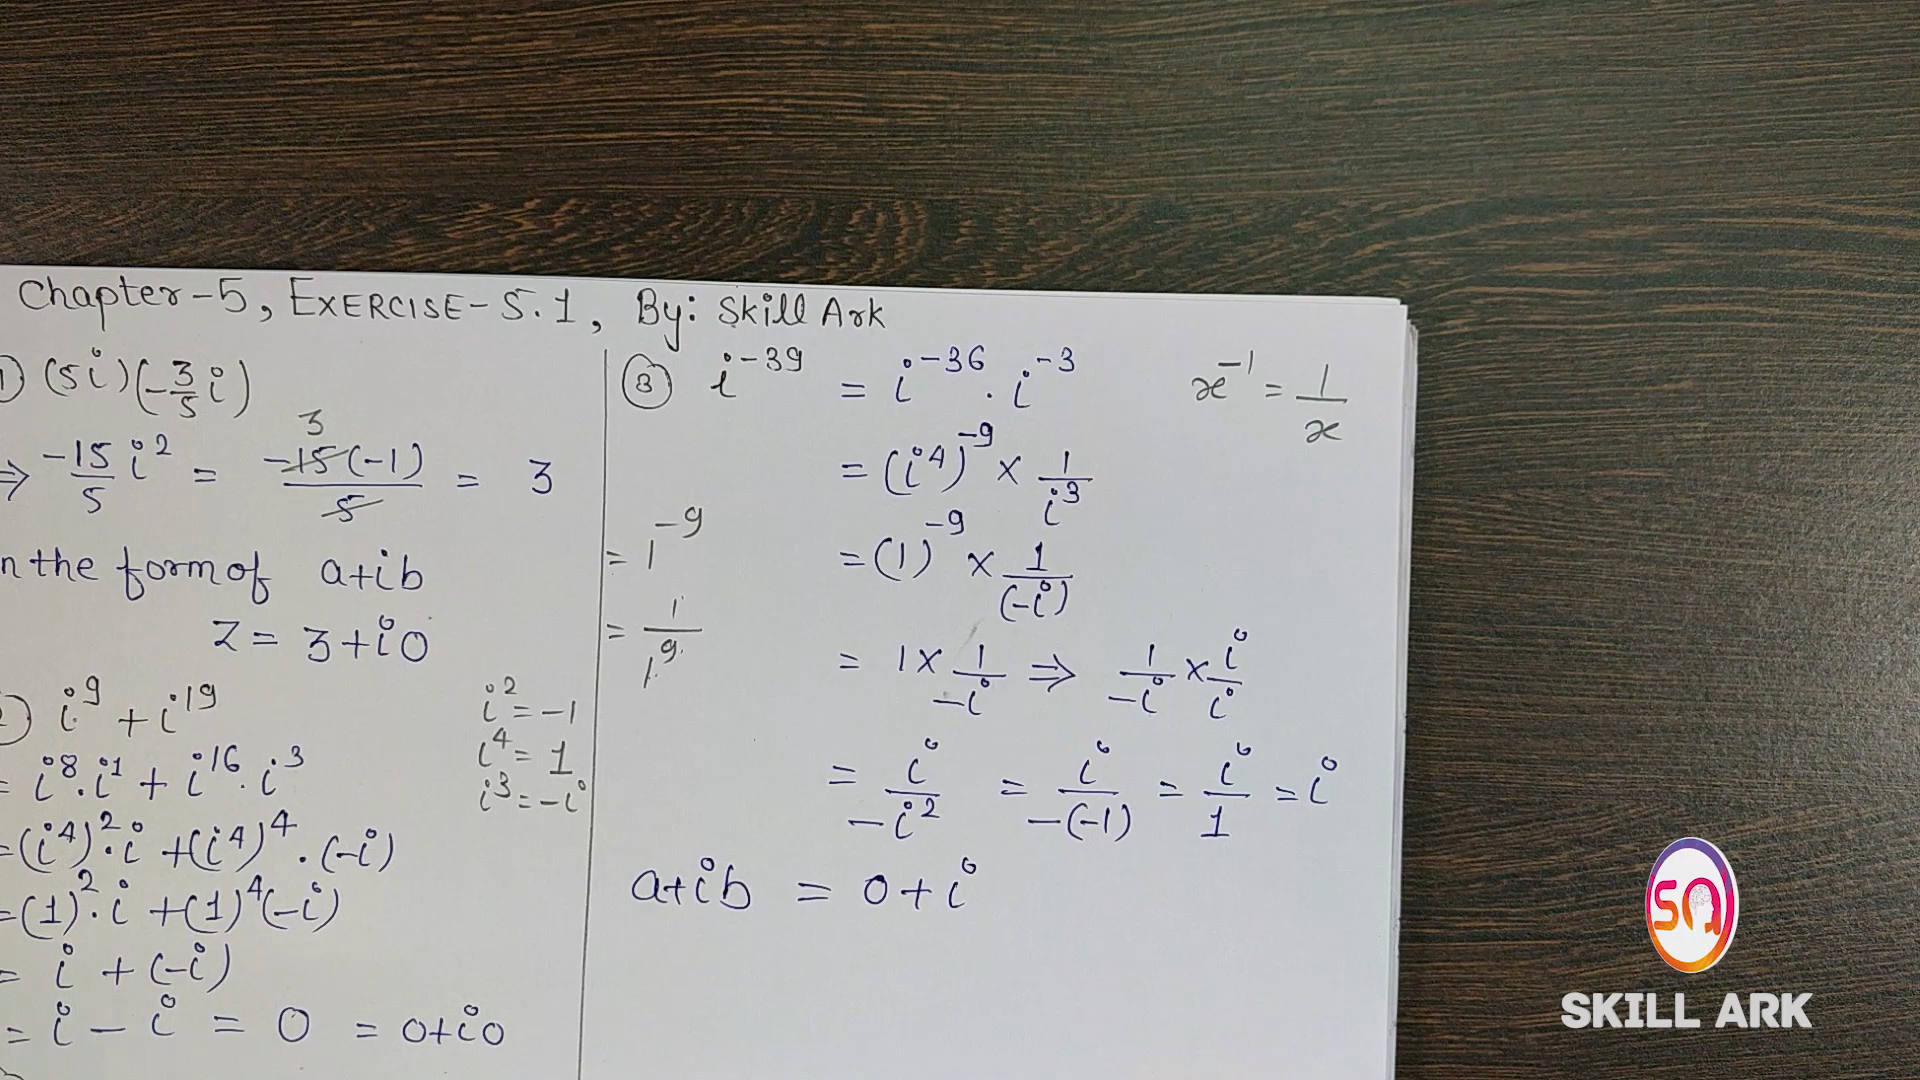 Chapter-5, EXERCISE-5.1, By: Skill Ark
1) (5i)(-3/5 i)
⇒ -15/5 i² = -15(-1)/5 = 3
3
n the form of a+ib
z = 3+i0
i⁹ + i¹⁹
= i⁸·i¹ + i¹⁶·i³
=(i⁴)²·i +(i⁴)⁴·(-i)
=(1)²·i +(1)⁴(-i)
= i + (-i)
= i - i = 0 = 0+i0
i² = -1
i⁴ = 1
i³ = -i
③ i⁻³⁹ = i⁻³⁶·i⁻³
= (i⁴)⁻⁹ × 1/i³
= (1)⁻⁹ × 1/(-i)
= 1× 1/-i ⇒ 1/-i × i/i
= i/-i² = i/-(-1) = i/1 = i
a+ib = 0+i
= 1⁻⁹
= 1/1⁹
x⁻¹ = 1/x
SA
SKILL ARK